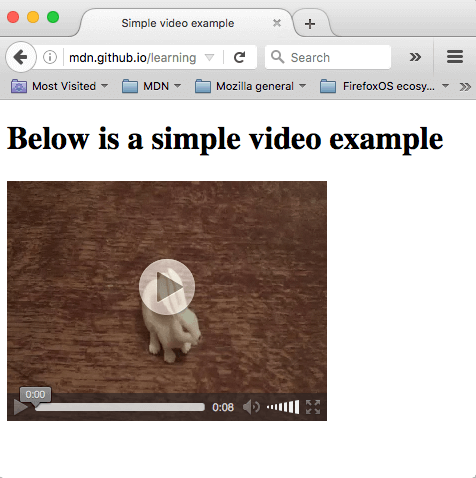 Simple video example
mdn.github.io/learning
Search
Most Visited
MDN
Mozilla general
FirefoxOS ecosy...
Below is a simple video example
0:00
0:08